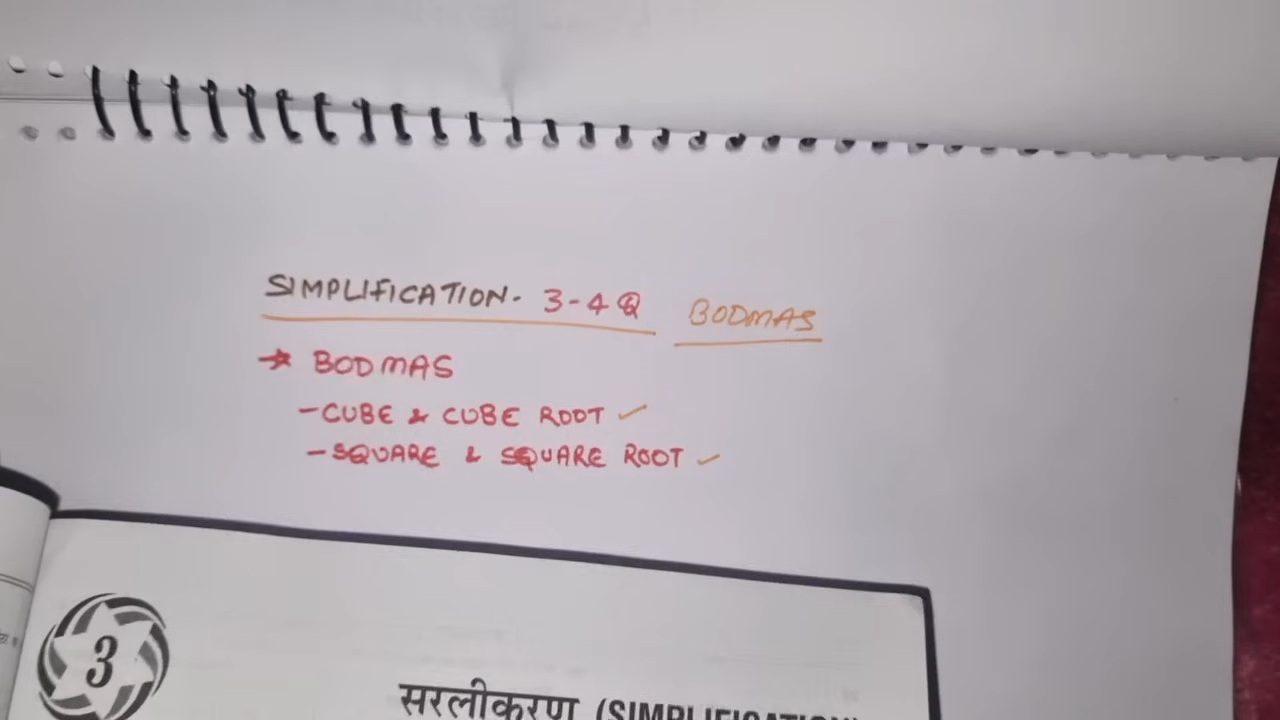 SIMPLIFICATION- 3-4 Q BODMAS
→ BODMAS
- CUBE & CUBE ROOT ✓
- SQUARE & SQUARE ROOT ✓
3
सरलीकरण (SIMPLIFICATION)